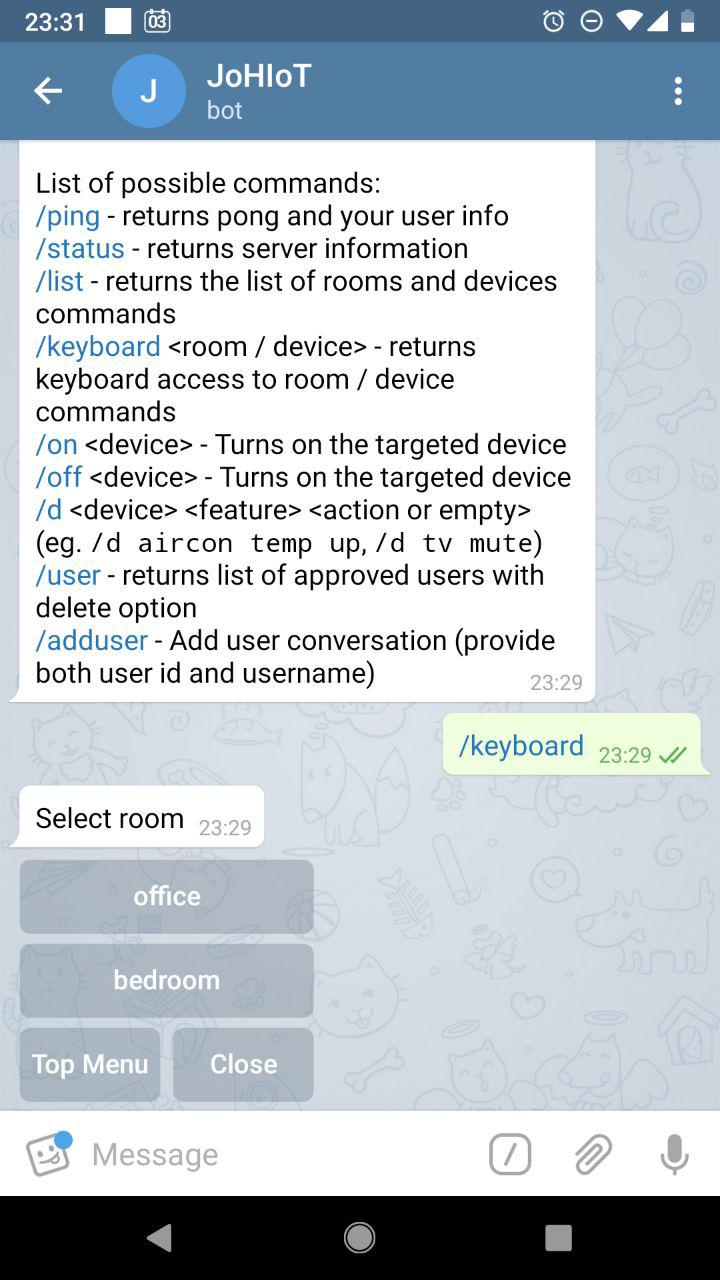 23:31
03
J
JoHIoT
bot
List of possible commands:
/ping - returns pong and your user info
/status - returns server information
/list - returns the list of rooms and devices
commands
/keyboard <room / device> - returns
keyboard access to room / device
commands
/on <device> - Turns on the targeted device
/off <device> - Turns on the targeted device
/d <device> <feature> <action or empty>
(eg. /d aircon temp up, /d tv mute)
/user - returns list of approved users with
delete option
/adduser - Add user conversation (provide
both user id and username)
23:29
/keyboard 23:29
Select room 23:29
office
bedroom
Top Menu Close
Message